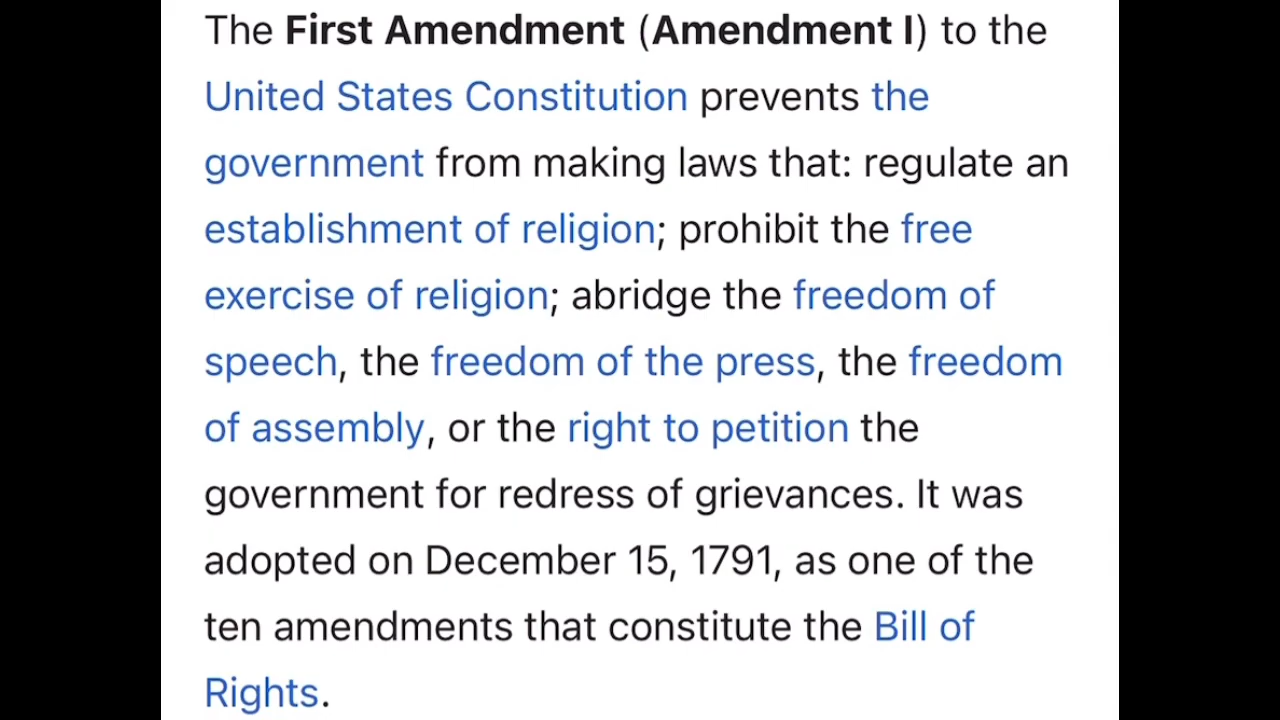 The First Amendment (Amendment I) to the
United States Constitution prevents the
government from making laws that: regulate an
establishment of religion; prohibit the free
exercise of religion; abridge the freedom of
speech, the freedom of the press, the freedom
of assembly, or the right to petition the
government for redress of grievances. It was
adopted on December 15, 1791, as one of the
ten amendments that constitute the Bill of
Rights.